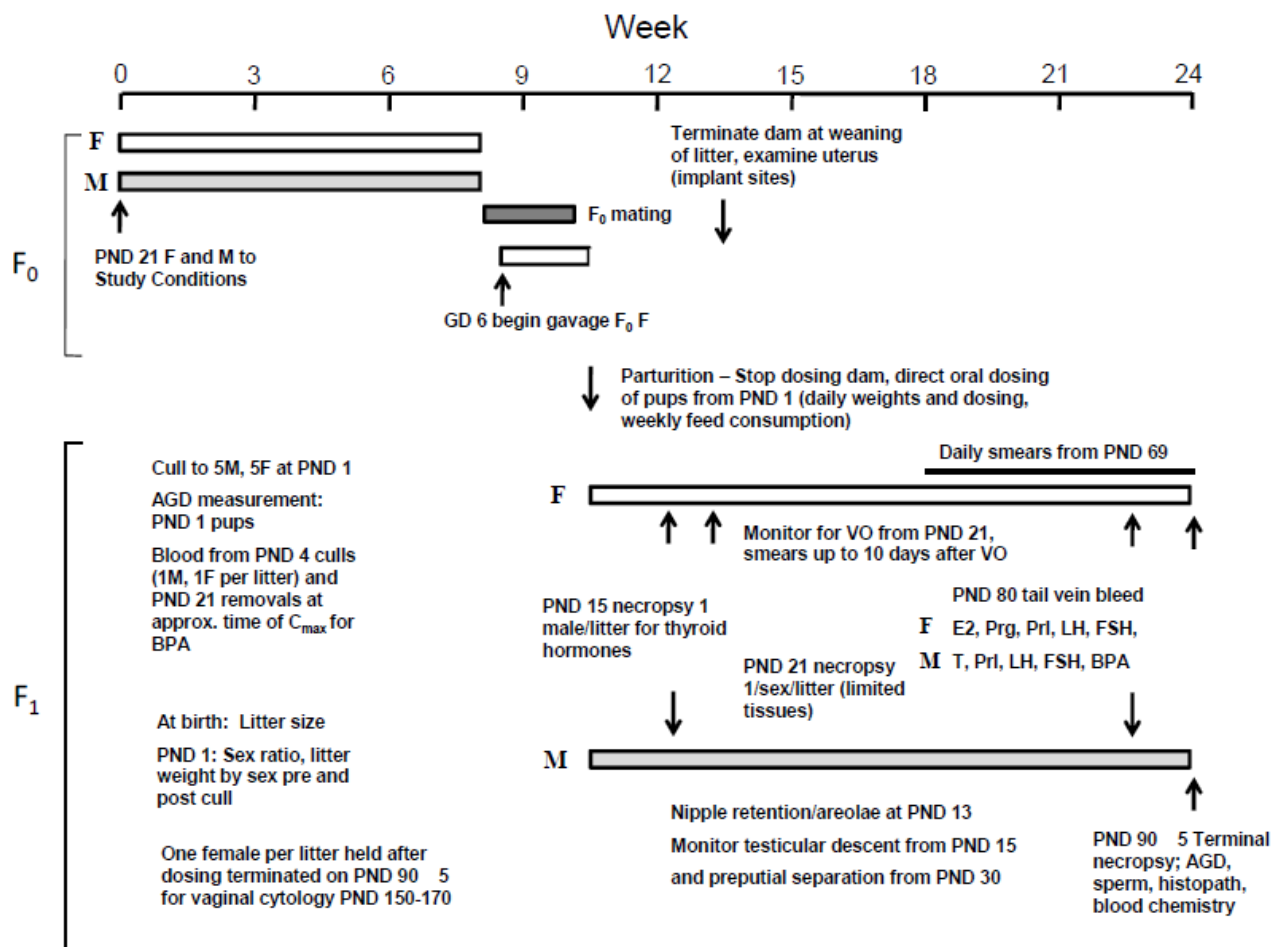 Week
0 3 6 9 12 15 18 21 24
F₀
F
M
PND 21 F and M to
Study Conditions
F₀ mating
GD 6 begin gavage F₀ F
Terminate dam at weaning
of litter, examine uterus
(implant sites)
Parturition – Stop dosing dam, direct oral dosing
of pups from PND 1 (daily weights and dosing,
weekly feed consumption)
F₁
Cull to 5M, 5F at PND 1
AGD measurement:
PND 1 pups
Blood from PND 4 culls
(1M, 1F per litter) and
PND 21 removals at
approx. time of Cmax for
BPA
At birth: Litter size
PND 1: Sex ratio, litter
weight by sex pre and
post cull
One female per litter held after
dosing terminated on PND 90 5
for vaginal cytology PND 150-170
Daily smears from PND 69
F
Monitor for VO from PND 21,
smears up to 10 days after VO
PND 15 necropsy 1
male/litter for thyroid
hormones
PND 21 necropsy
1/sex/litter (limited
tissues)
PND 80 tail vein bleed
F E2, Prg, Prl, LH, FSH,
M T, Prl, LH, FSH, BPA
M
Nipple retention/areolae at PND 13
Monitor testicular descent from PND 15
and preputial separation from PND 30
PND 90 5 Terminal
necropsy; AGD,
sperm, histopath,
blood chemistry